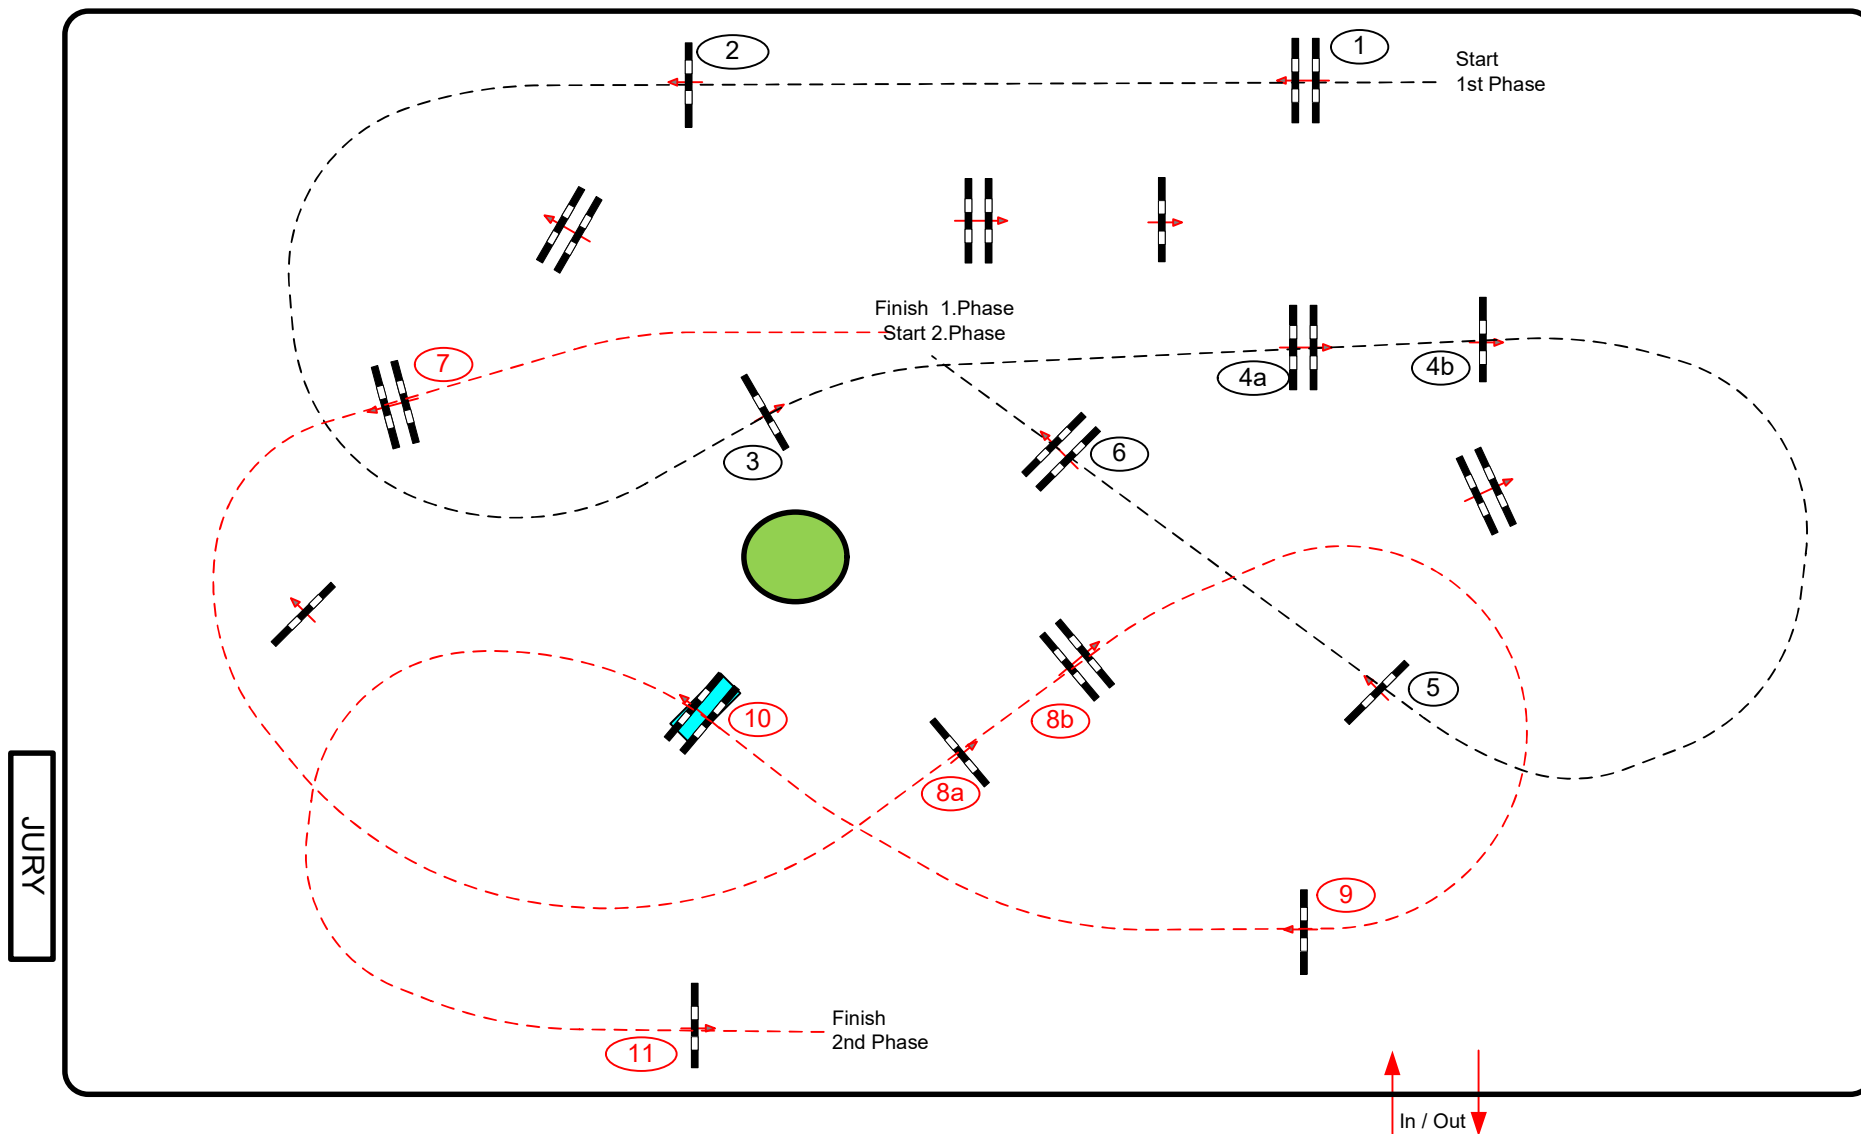 2
1
Start
1st Phase
Finish 1.Phase
Start 2.Phase
7
4a
4b
3
6
5
10
8b
8a
9
JURY
11
Finish
2nd Phase
In / Out